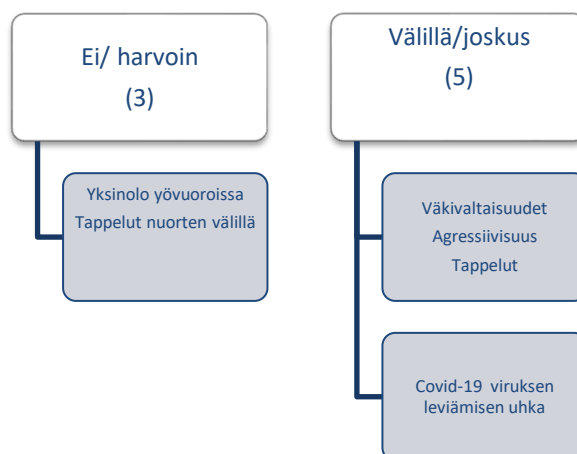 Ei/ harvoin
(3)
Yksinolo yövuoroissa
Tappelut nuorten välillä
Välillä/joskus
(5)
Väkivaltaisuudet
Agressiivisuus
Tappelut
Covid-19 viruksen
leviämisen uhka